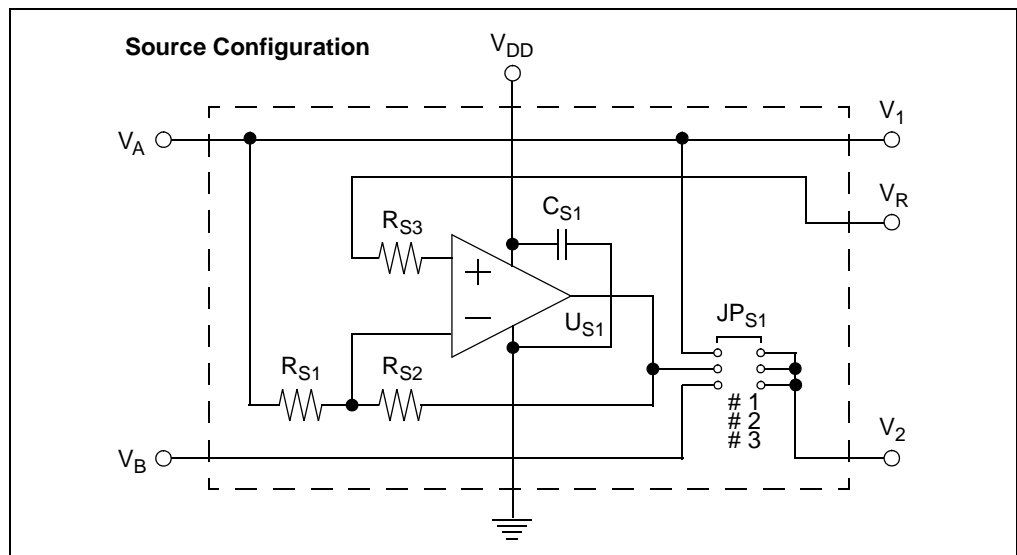 Source Configuration
V_DD
V_A
V_1
V_R
C_S1
R_S3
+
−
U_S1
JP_S1
R_S1
R_S2
# 1
# 2
# 3
V_B
V_2